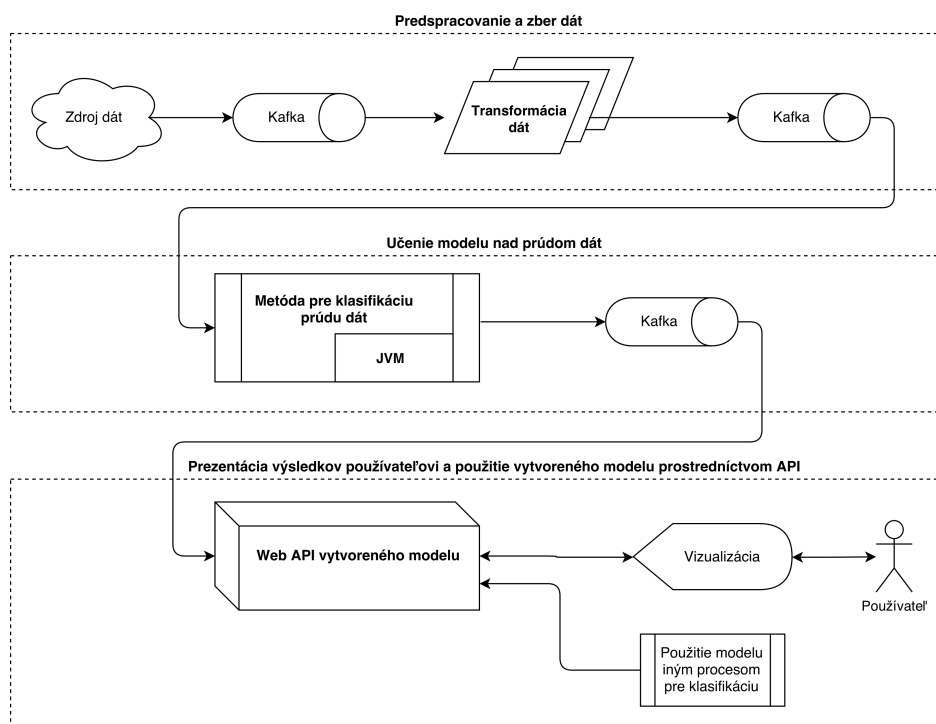 Predspracovanie a zber dát
Zdroj dát
Kafka
Transformácia
dát
Kafka
Učenie modelu nad prúdom dát
Metóda pre klasifikáciu
prúdu dát
JVM
Kafka
Prezentácia výsledkov používateľovi a použitie vytvoreného modelu prostredníctvom API
Web API vytvoreného modelu
Vizualizácia
Používateľ
Použitie modelu
iným procesom
pre klasifikáciu